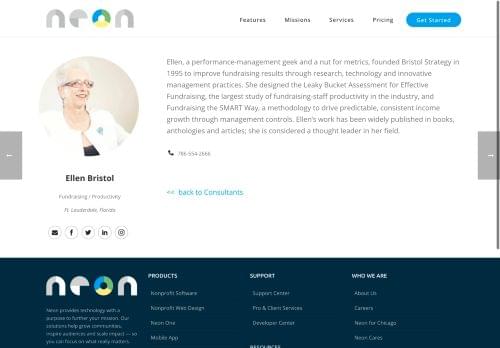 neon
Features
Missions
Services
Pricing
Get Started
Ellen, a performance-management geek and a nut for metrics, founded Bristol Strategy in
1995 to improve fundraising results through research, technology and innovative
management practices. She designed the Leaky Bucket Assessment for Effective
Fundraising, the largest study of fundraising-staff productivity in the industry, and
Fundraising the SMART Way, a methodology to drive predictable, consistent income
growth through management controls. Ellen's work has been widely published in books,
anthologies and articles; she is considered a thought leader in her field.
786-554-2666
<< back to Consultants
Ellen Bristol
Fundraising / Productivity
Ft. Lauderdale, Florida
neon
Neon provides technology with a
purpose to further your mission. Our
solutions help grow communities,
inspire audiences and scale impact — so
you can focus on what really matters.
PRODUCTS
Nonprofit Software
Nonprofit Web Design
Neon One
Mobile App
SUPPORT
Support Center
Pro & Client Services
Developer Center
RESOURCES
WHO WE ARE
About Us
Careers
Neon for Chicago
Neon Cares